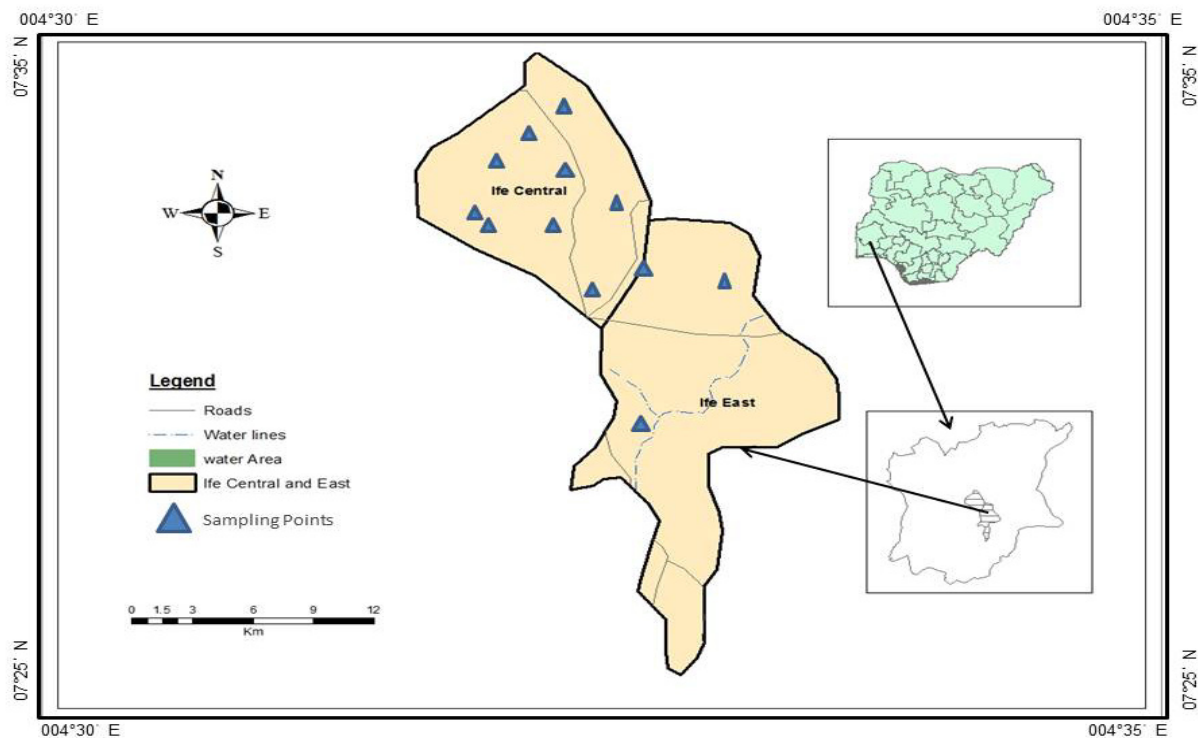 004°30' E
004°35' E
07°35' N
07°35' N
N
W
E
S
Ife Central
Ife East
Legend
Roads
Water lines
water Area
Ife Central and East
Sampling Points
0 1.5 3 6 9 12
Km
07°25' N
07°25' N
004°30' E
004°35' E